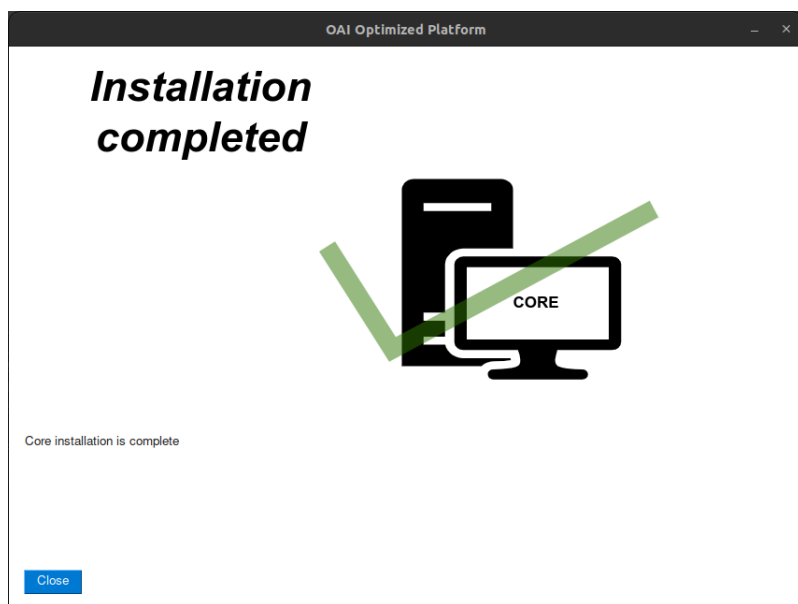 OAI Optimized Platform
Installation
completed
CORE
Core installation is complete
Close